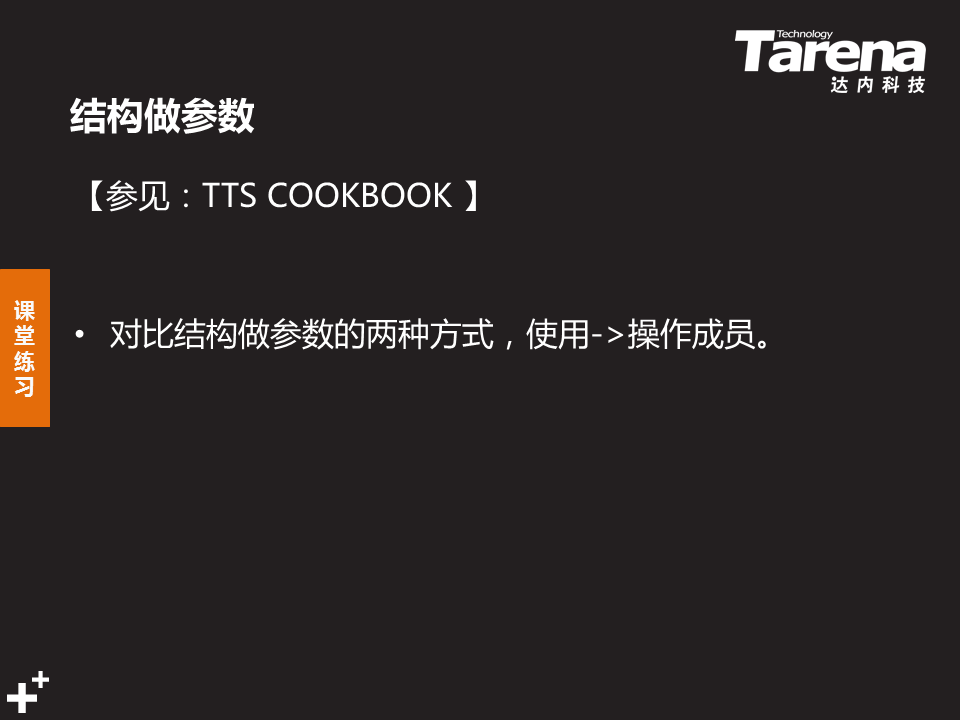 Technology
Tarena
达内科技
结构做参数
【参见：TTS COOKBOOK 】
课堂练习
• 对比结构做参数的两种方式，使用->操作成员。